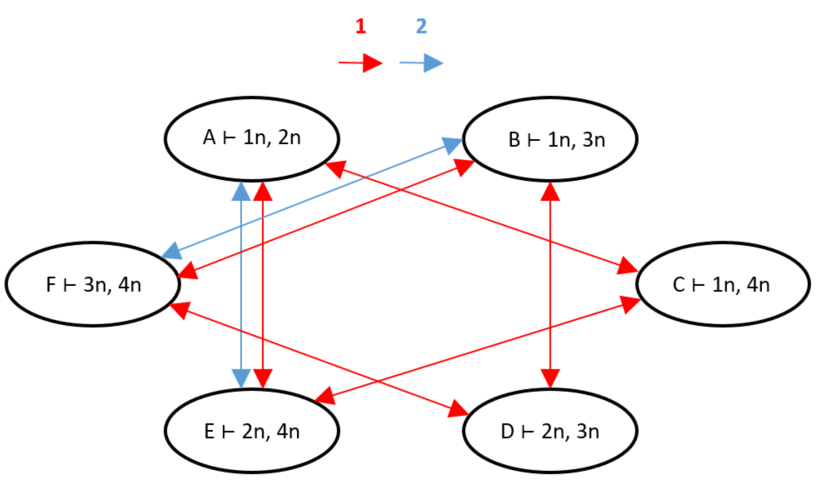 1 2
A ⊢ 1n, 2n
B ⊢ 1n, 3n
F ⊢ 3n, 4n
C ⊢ 1n, 4n
E ⊢ 2n, 4n
D ⊢ 2n, 3n